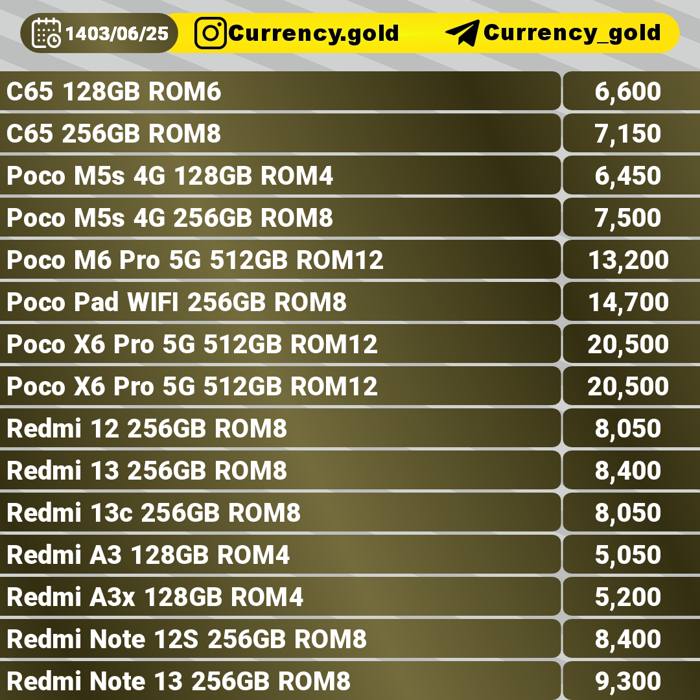 1403/06/25 Currency.gold Currency_gold
C65 128GB ROM6 6,600
C65 256GB ROM8 7,150
Poco M5s 4G 128GB ROM4 6,450
Poco M5s 4G 256GB ROM8 7,500
Poco M6 Pro 5G 512GB ROM12 13,200
Poco Pad WIFI 256GB ROM8 14,700
Poco X6 Pro 5G 512GB ROM12 20,500
Poco X6 Pro 5G 512GB ROM12 20,500
Redmi 12 256GB ROM8 8,050
Redmi 13 256GB ROM8 8,400
Redmi 13c 256GB ROM8 8,050
Redmi A3 128GB ROM4 5,050
Redmi A3x 128GB ROM4 5,200
Redmi Note 12S 256GB ROM8 8,400
Redmi Note 13 256GB ROM8 9,300